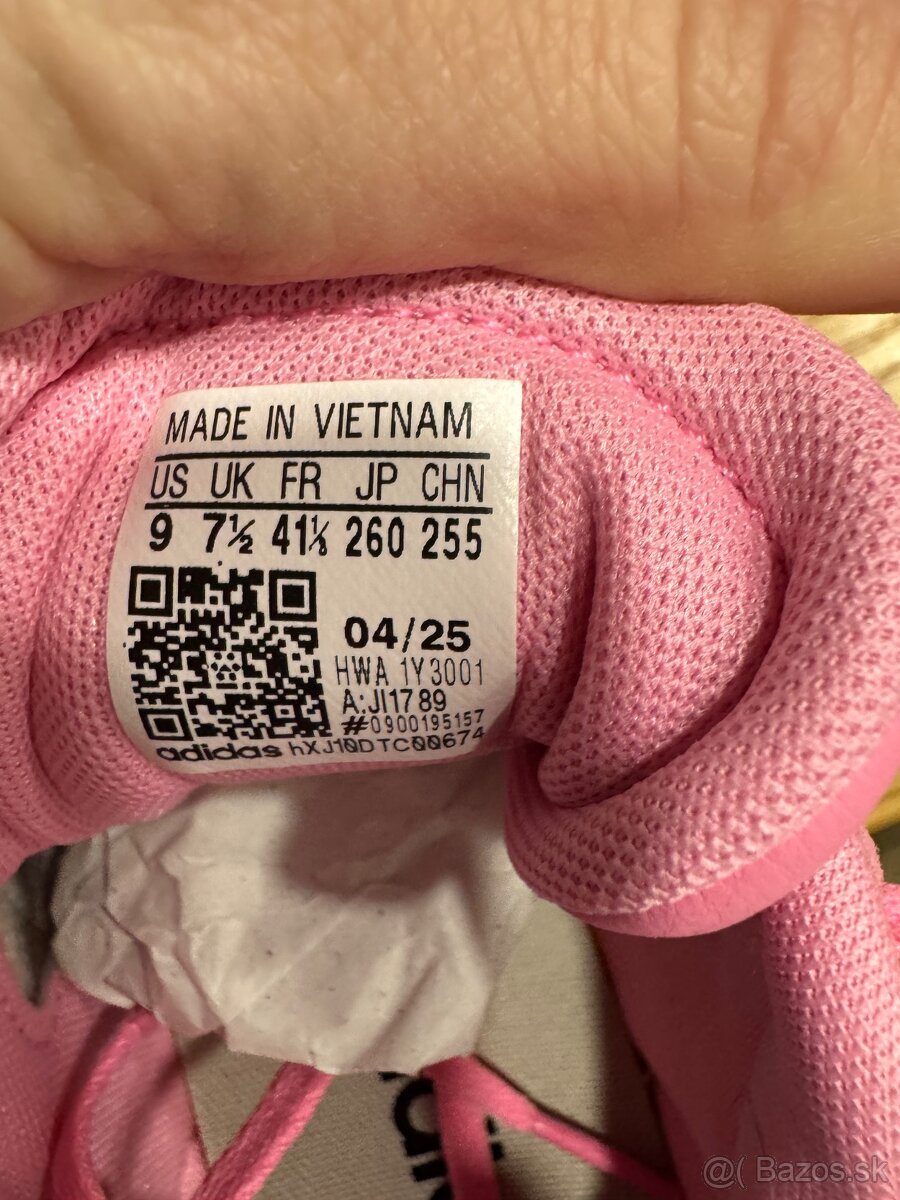 MADE IN VIETNAM
US UK FR JP CHN
9 7½ 41⅓ 260 255
04/25
HWA 1Y3001
A:JI1789
#0900195157
adidas hXJ10DTC00674
@( Bazos.sk